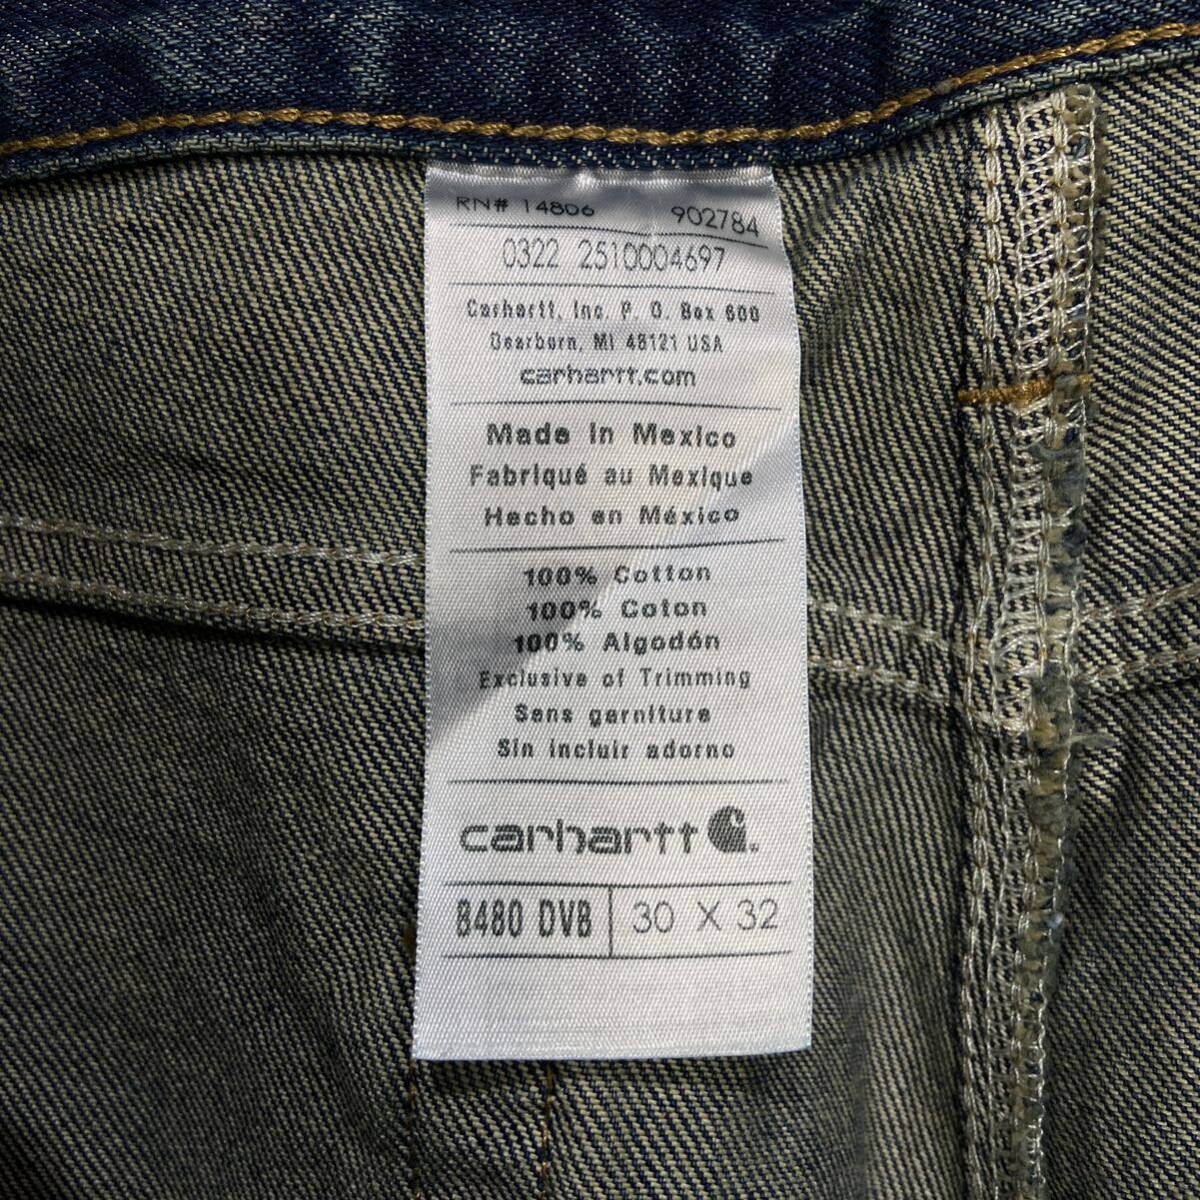 RN# 14806 902784
0322 2510004697
Carhartt, Inc. P. O. Box 600
Dearborn, MI 48121 USA
carhartt.com
Made in Mexico
Fabriqué au Mexique
Hecho en México
100% Cotton
100% Coton
100% Algodón
Exclusive of Trimming
Sans garniture
Sin incluir adorno
carhartt
B480 DVB 30 X 32